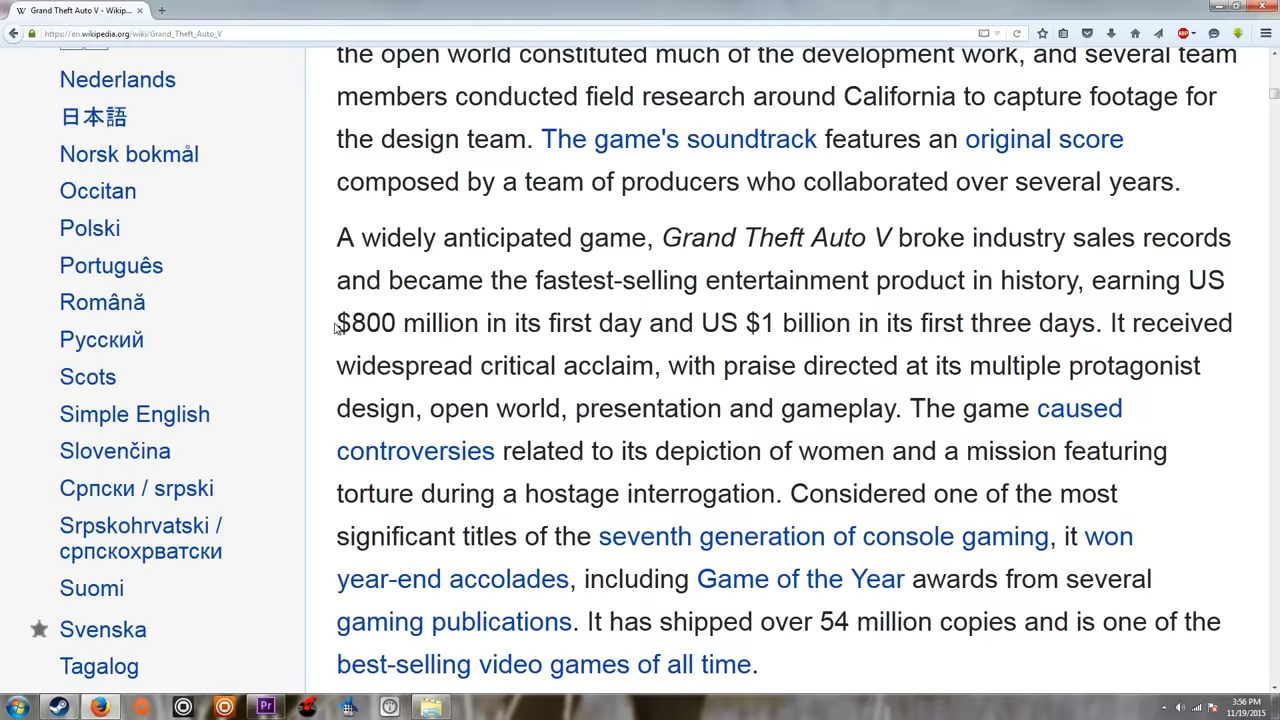 Grand Theft Auto V - Wikip...
https://en.wikipedia.org/wiki/Grand_Theft_Auto_V
ABP
Nederlands
日本語
Norsk bokmål
Occitan
Polski
Português
Română
Русский
Scots
Simple English
Slovenčina
Српски / srpski
Srpskohrvatski /
српскохрватски
Suomi
Svenska
Tagalog
the open world constituted much of the development work, and several team
members conducted field research around California to capture footage for
the design team. The game's soundtrack features an original score
composed by a team of producers who collaborated over several years.
A widely anticipated game, Grand Theft Auto V broke industry sales records
and became the fastest-selling entertainment product in history, earning US
$800 million in its first day and US $1 billion in its first three days. It received
widespread critical acclaim, with praise directed at its multiple protagonist
design, open world, presentation and gameplay. The game caused
controversies related to its depiction of women and a mission featuring
torture during a hostage interrogation. Considered one of the most
significant titles of the seventh generation of console gaming, it won
year-end accolades, including Game of the Year awards from several
gaming publications. It has shipped over 54 million copies and is one of the
best-selling video games of all time.
Pr
3:56 PM
11/19/2015